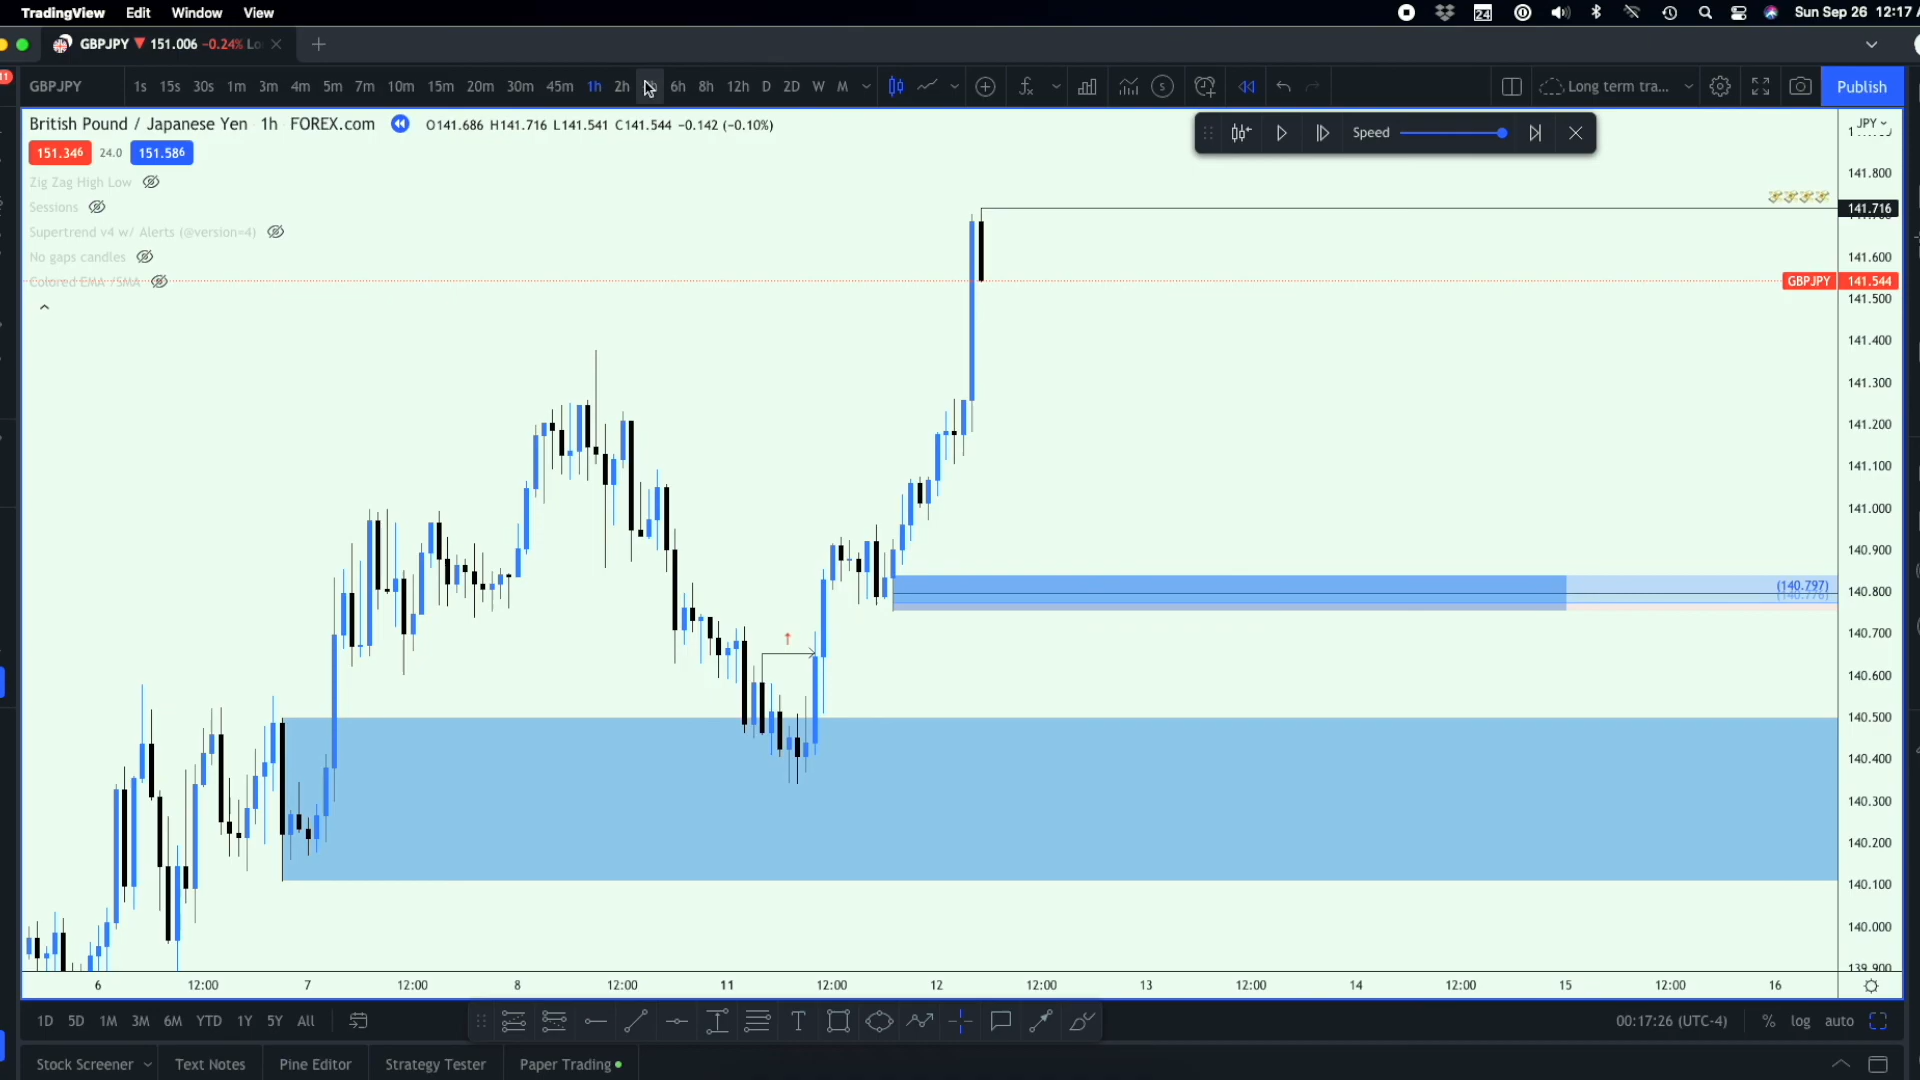 TradingView Edit Window View
24
Sun Sep 26 12:17
GBPJPY 151.006 -0.24% Lo
11
GBPJPY 1s 15s 30s 1m 3m 4m 5m 7m 10m 15m 20m 30m 45m 1h 2h 6h 8h 12h D 2D W M
Long term tra...
Publish
British Pound / Japanese Yen 1h FOREX.com O141.686 H141.716 L141.541 C141.544 -0.142 (-0.10%)
Speed
JPY
151.346 24.0 151.586
141.800
Zig Zag High Low
Sessions
141.716
Supertrend v4 w/ Alerts (@version=4)
No gaps candles
141.600
Colored EMA /SMA
GBPJPY 141.544
141.500
141.400
141.300
141.200
141.100
141.000
140.900
(140.797)
140.800
140.700
140.600
140.500
140.400
140.300
140.200
140.100
140.000
139.900
6 12:00 7 12:00 8 12:00 11 12:00 12 12:00 13 12:00 14 12:00 15 12:00 16
1D 5D 1M 3M 6M YTD 1Y 5Y All
00:17:26 (UTC-4) % log auto
Stock Screener Text Notes Pine Editor Strategy Tester Paper Trading